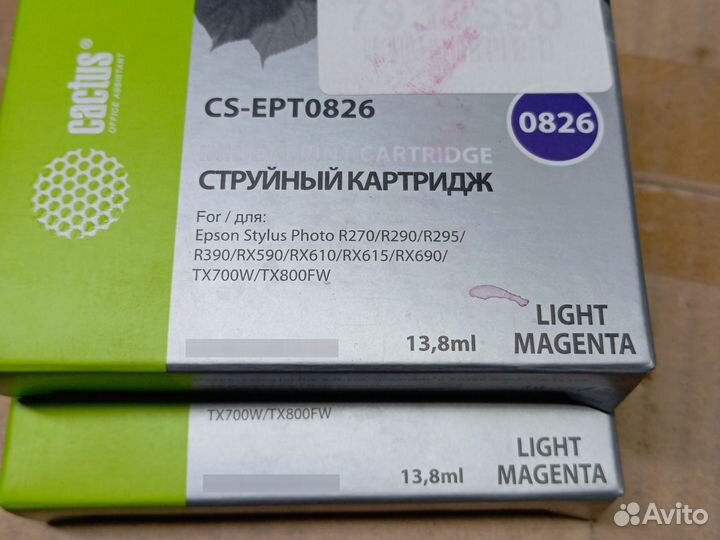 cactus
OFFICE ASSISTANT
CS-EPT0826
0826
PRINT CARTRIDGE
СТРУЙНЫЙ КАРТРИДЖ
For / для:
Epson Stylus Photo R270/R290/R295/
R390/RX590/RX610/RX615/RX690/
TX700W/TX800FW
LIGHT
13,8ml MAGENTA
TX700W/TX800FW
LIGHT
13,8ml MAGENTA
Avito